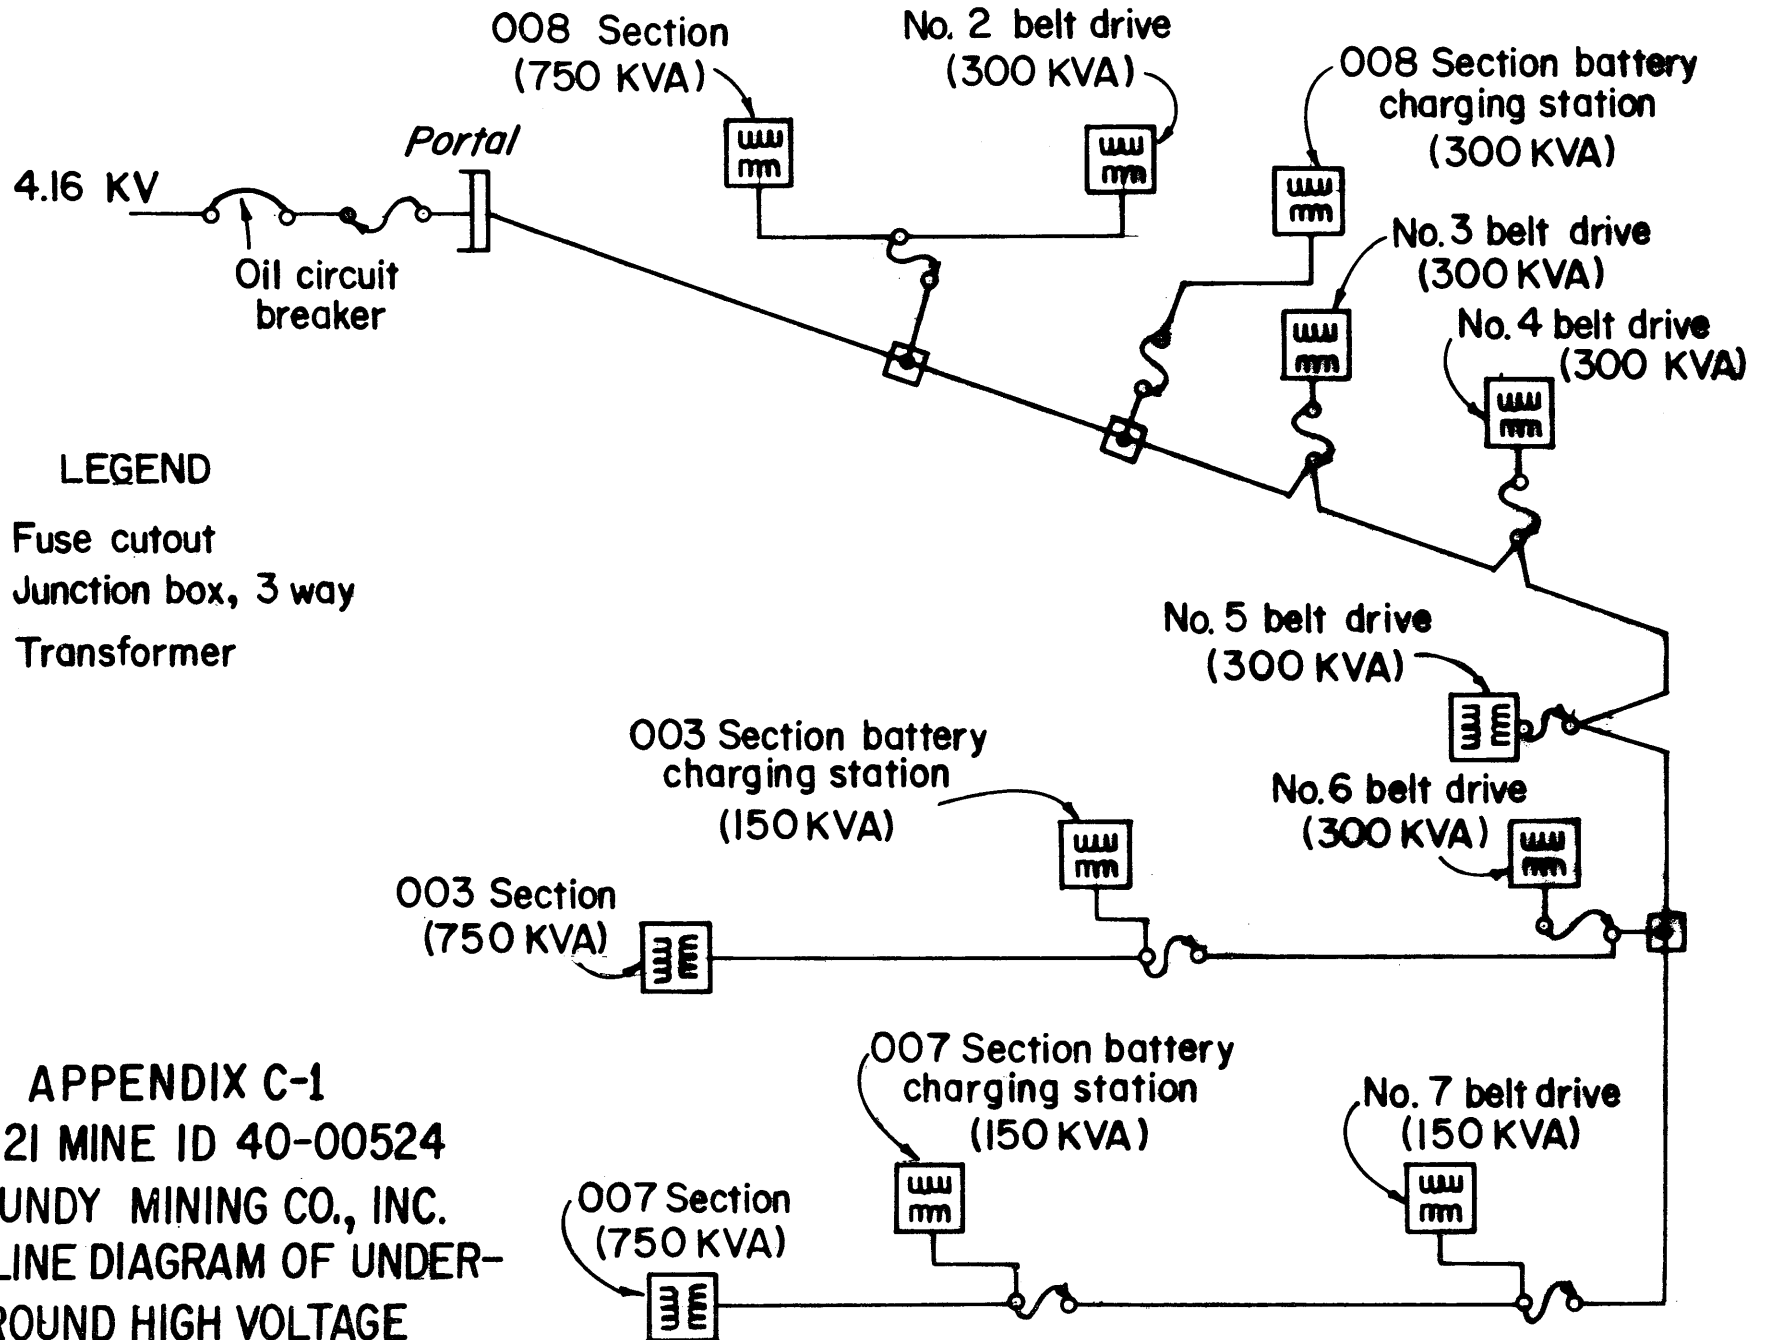 008 Section
(750 KVA)
No. 2 belt drive
(300 KVA)
008 Section battery
charging station
(300 KVA)
Portal
4.16 KV
Oil circuit
breaker
No. 3 belt drive
(300 KVA)
No. 4 belt drive
(300 KVA)
LEGEND
Fuse cutout
Junction box, 3 way
Transformer
No. 5 belt drive
(300 KVA)
003 Section battery
charging station
(150 KVA)
No. 6 belt drive
(300 KVA)
003 Section
(750 KVA)
007 Section battery
charging station
(150 KVA)
No. 7 belt drive
(150 KVA)
007 Section
(750 KVA)
APPENDIX C-1
21 MINE ID 40-00524
UNDY MINING CO., INC.
LINE DIAGRAM OF UNDER-
ROUND HIGH VOLTAGE